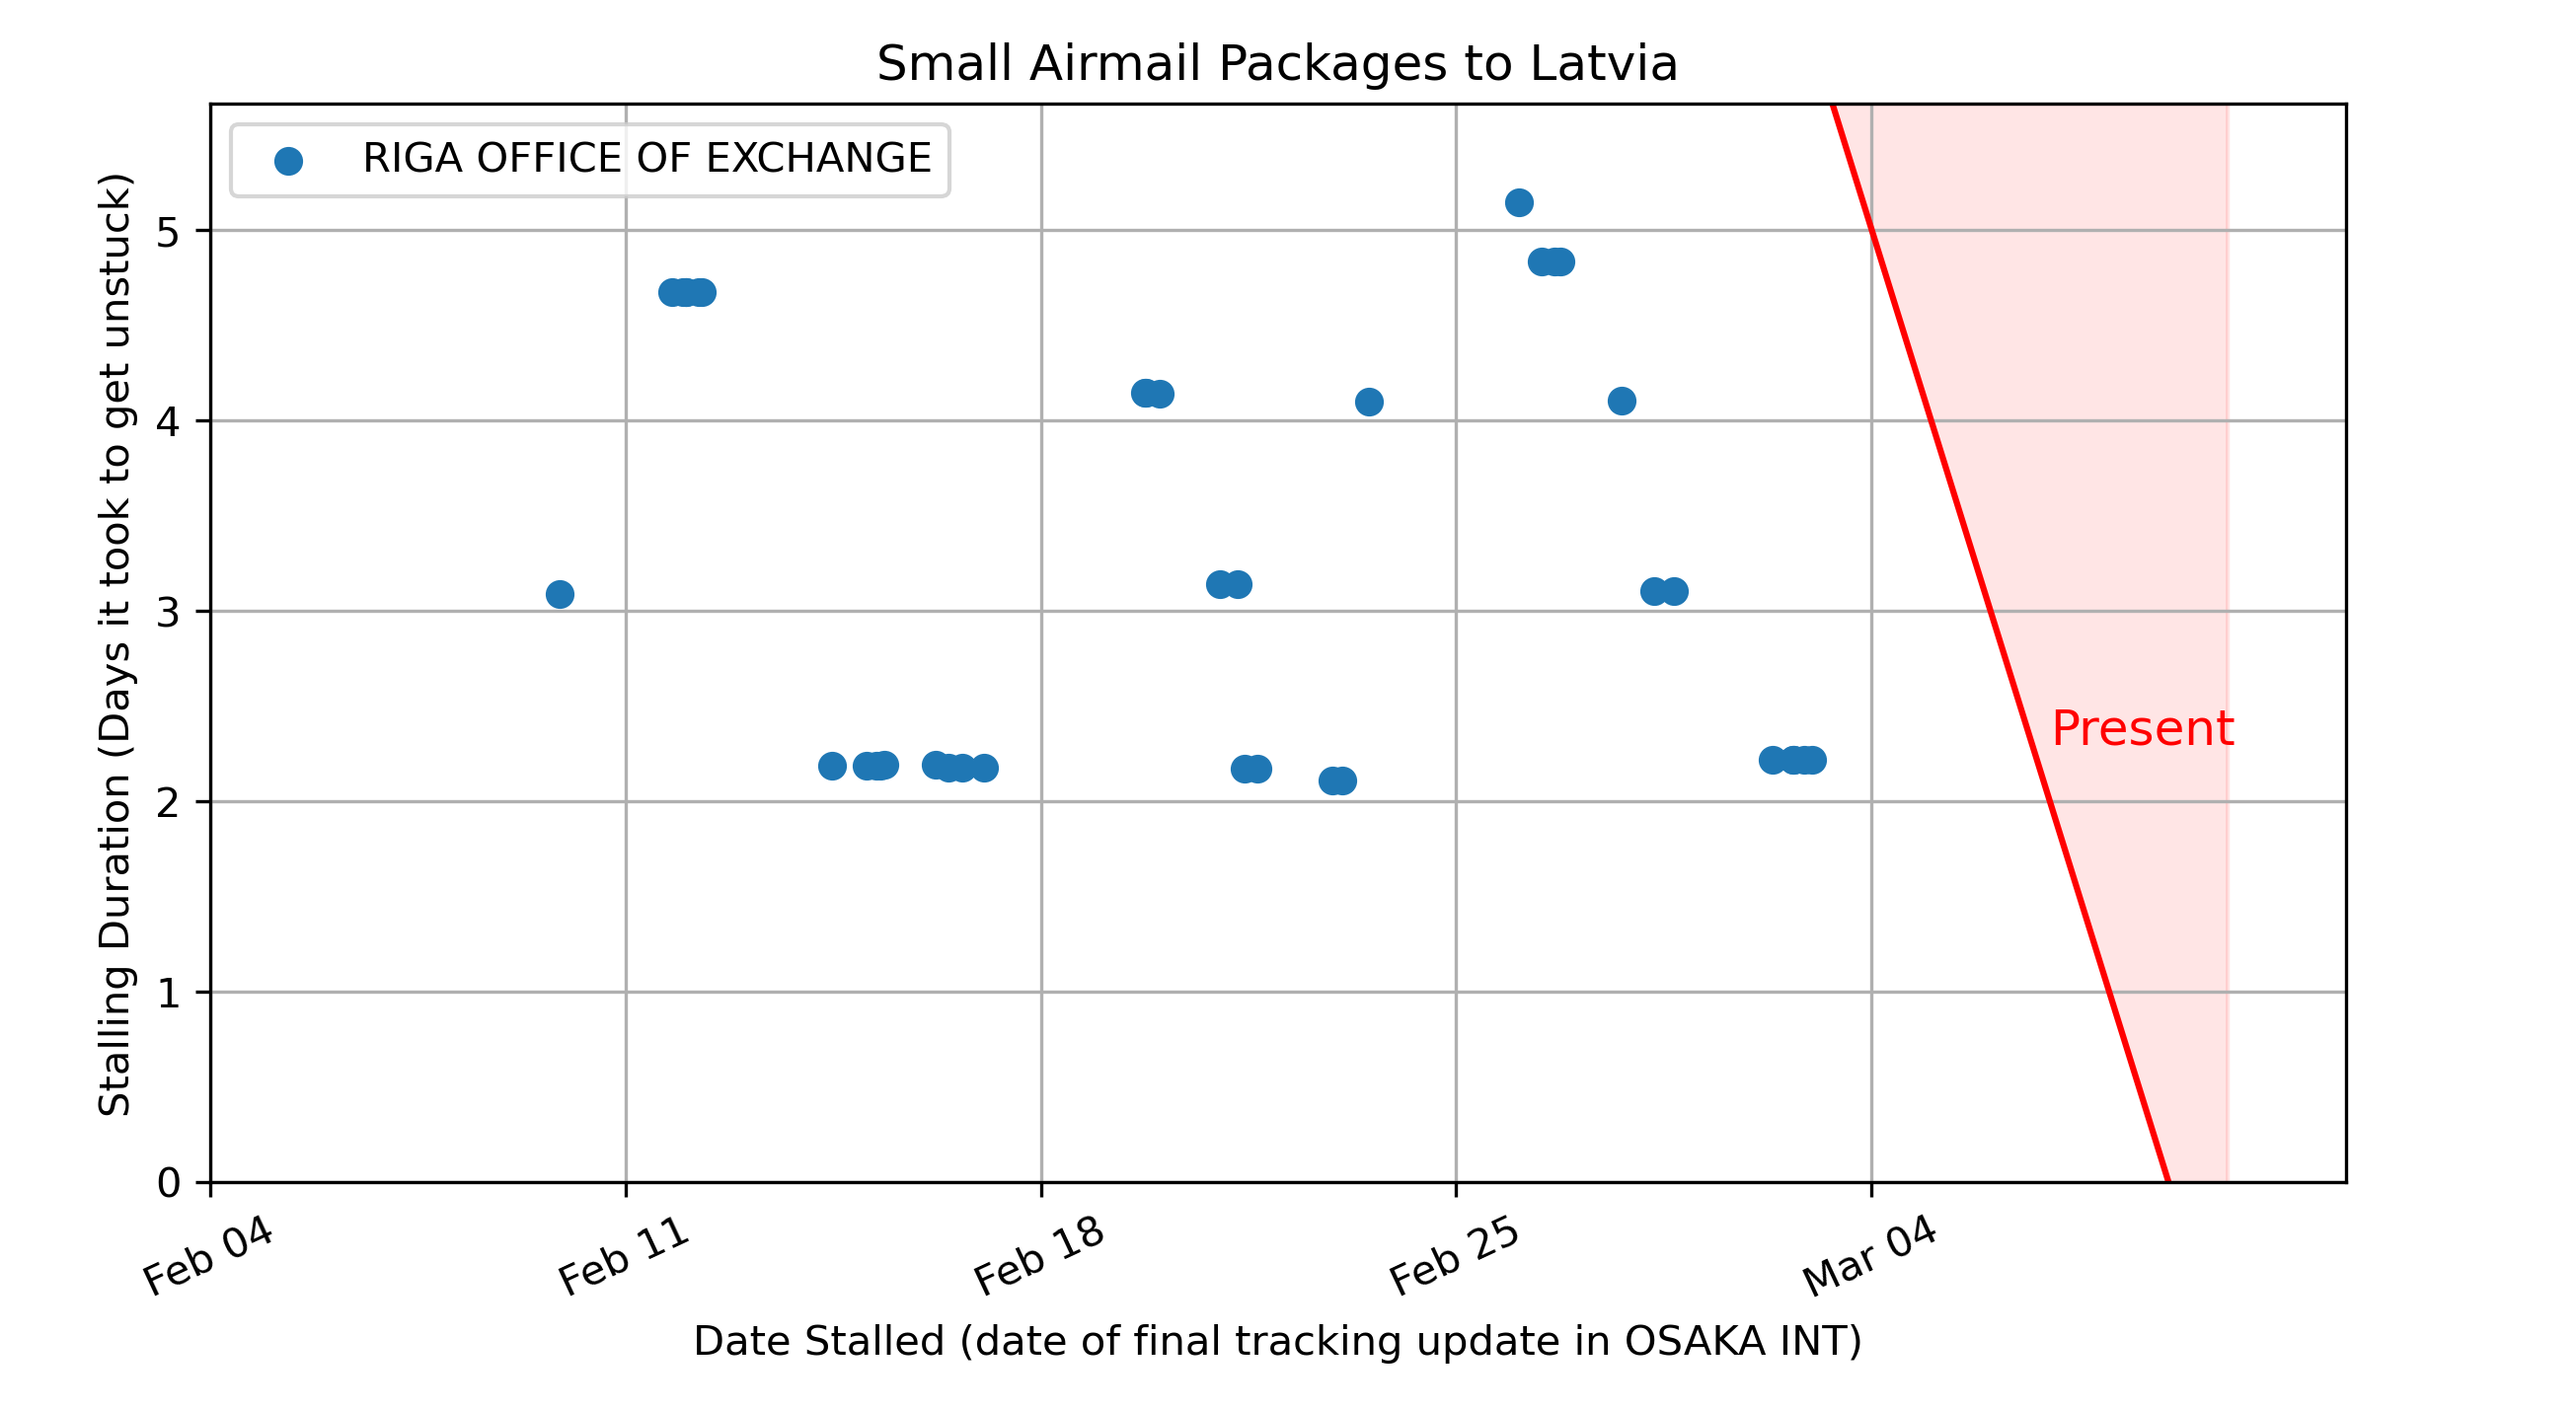 Small Airmail Packages to Latvia
RIGA OFFICE OF EXCHANGE
Stalling Duration (Days it took to get unstuck)
5
4
3
2
1
0
Present
Feb 04
Feb 11
Feb 18
Feb 25
Mar 04
Date Stalled (date of final tracking update in OSAKA INT)